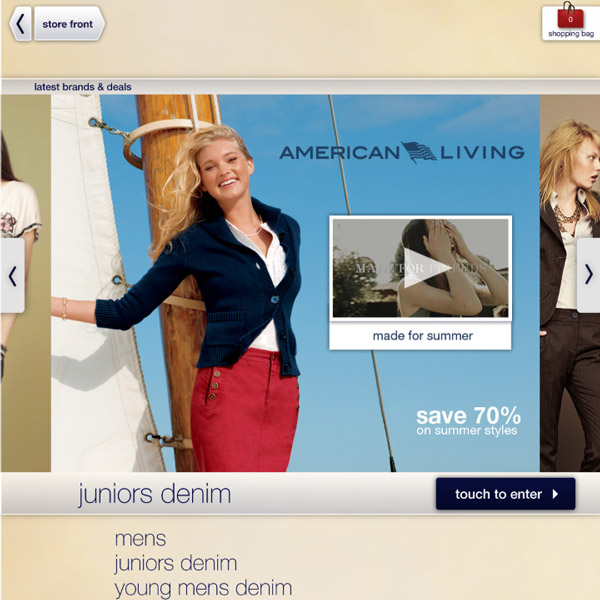 store front
0
shopping bag
latest brands & deals
AMERICAN LIVING
MADE FOR
made for summer
save 70%
on summer styles
juniors denim
touch to enter
mens
juniors denim
young mens denim